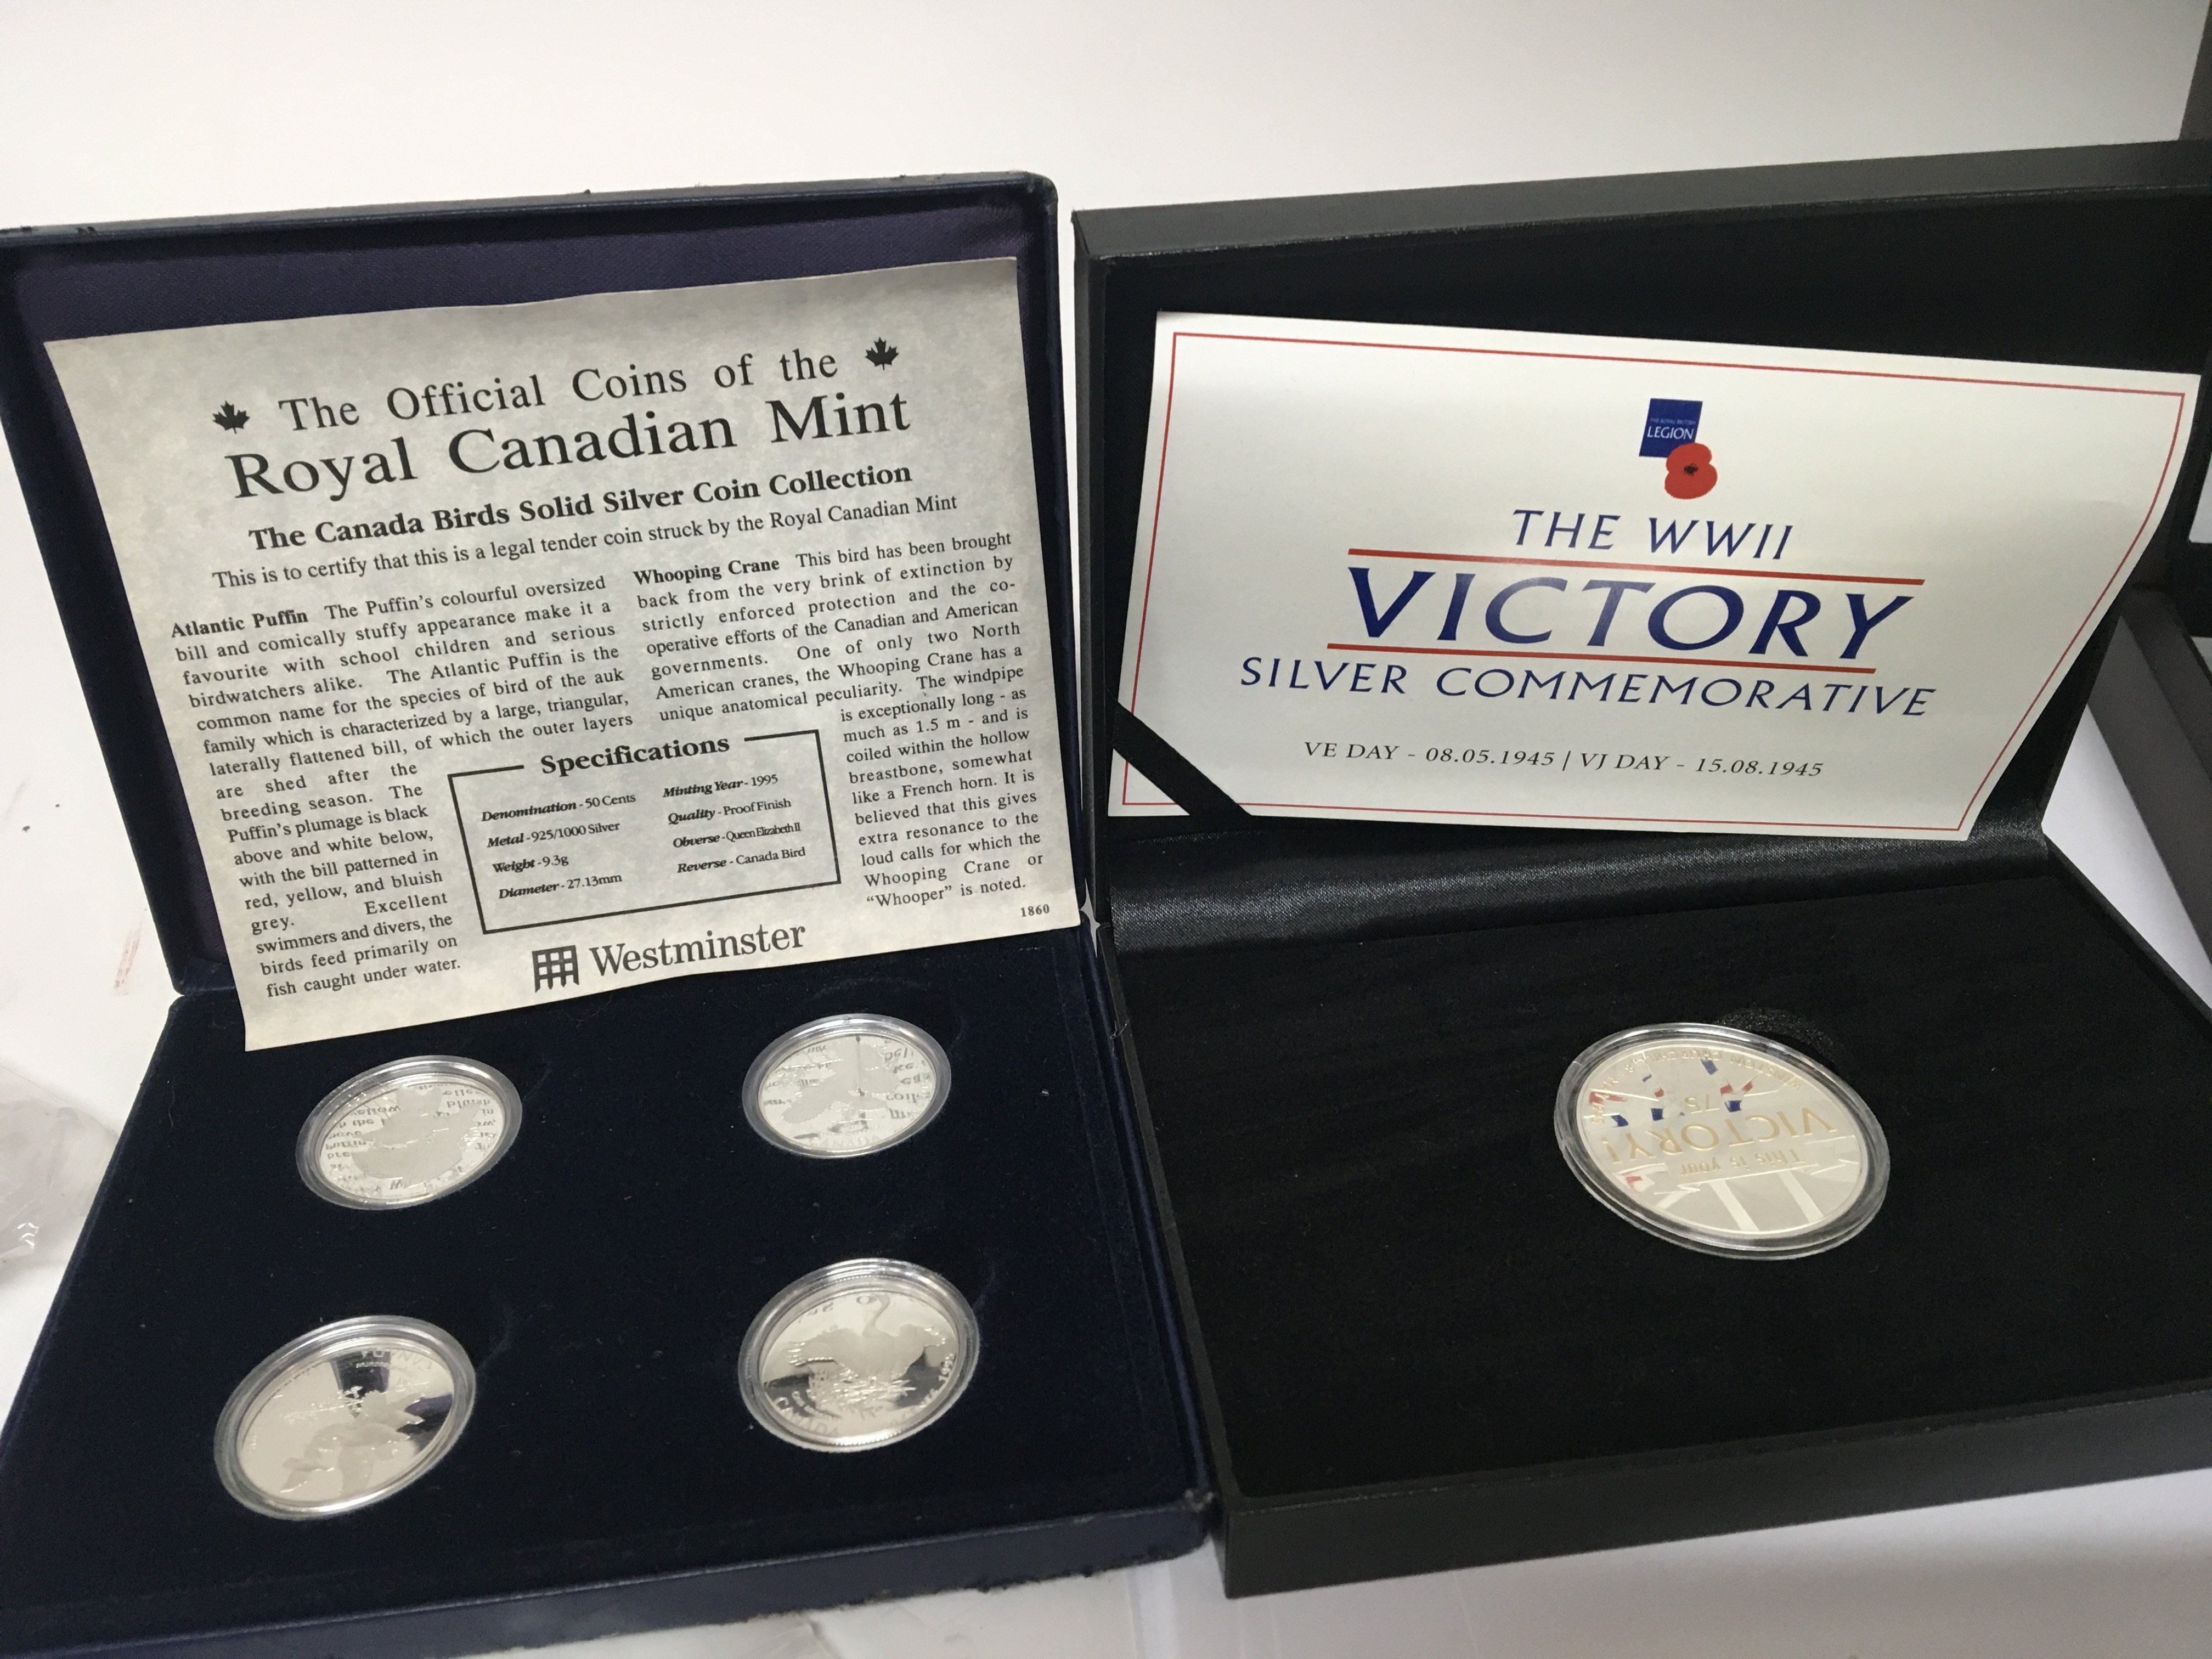 The Official Coins of the
Royal Canadian Mint
The Canada Birds Solid Silver Coin Collection
This is to certify that this is a legal tender coin struck by the Royal Canadian Mint
Atlantic Puffin The Puffin's colourful oversized
bill and comically stuffy appearance make it a
favourite with school children and serious
birdwatchers alike. The Atlantic Puffin is the
common name for the species of bird of the auk
family which is characterized by a large, triangular,
laterally flattened bill, of which the outer layers
are shed after the
breeding season. The
Puffin's plumage is black
above and white below,
with the bill patterned in
red, yellow, and bluish
grey. Excellent
swimmers and divers, the
birds feed primarily on
fish caught under water.
Whooping Crane This bird has been brought
back from the very brink of extinction by
strictly enforced protection and the co-
operative efforts of the Canadian and American
governments. One of only two North
American cranes, the Whooping Crane has a
unique anatomical peculiarity. The windpipe
is exceptionally long - as
much as 1.5 m - and is
coiled within the hollow
breastbone, somewhat
like a French horn. It is
believed that this gives
extra resonance to the
loud calls for which the
Whooping Crane or
"Whooper" is noted.
Specifications
Denomination - 50 Cents
Metal - 925/1000 Silver
Weight - 9.3g
Diameter - 27.13mm
Minting Year - 1995
Quality - Proof Finish
Obverse - Queen Elizabeth II
Reverse - Canada Bird
1860
Westminster
THE ROYAL BRITISH
LEGION
THE WWII
VICTORY
SILVER COMMEMORATIVE
VE DAY - 08.05.1945 | VJ DAY - 15.08.1945
CANADA
1995
75
This is your
VICTORY!